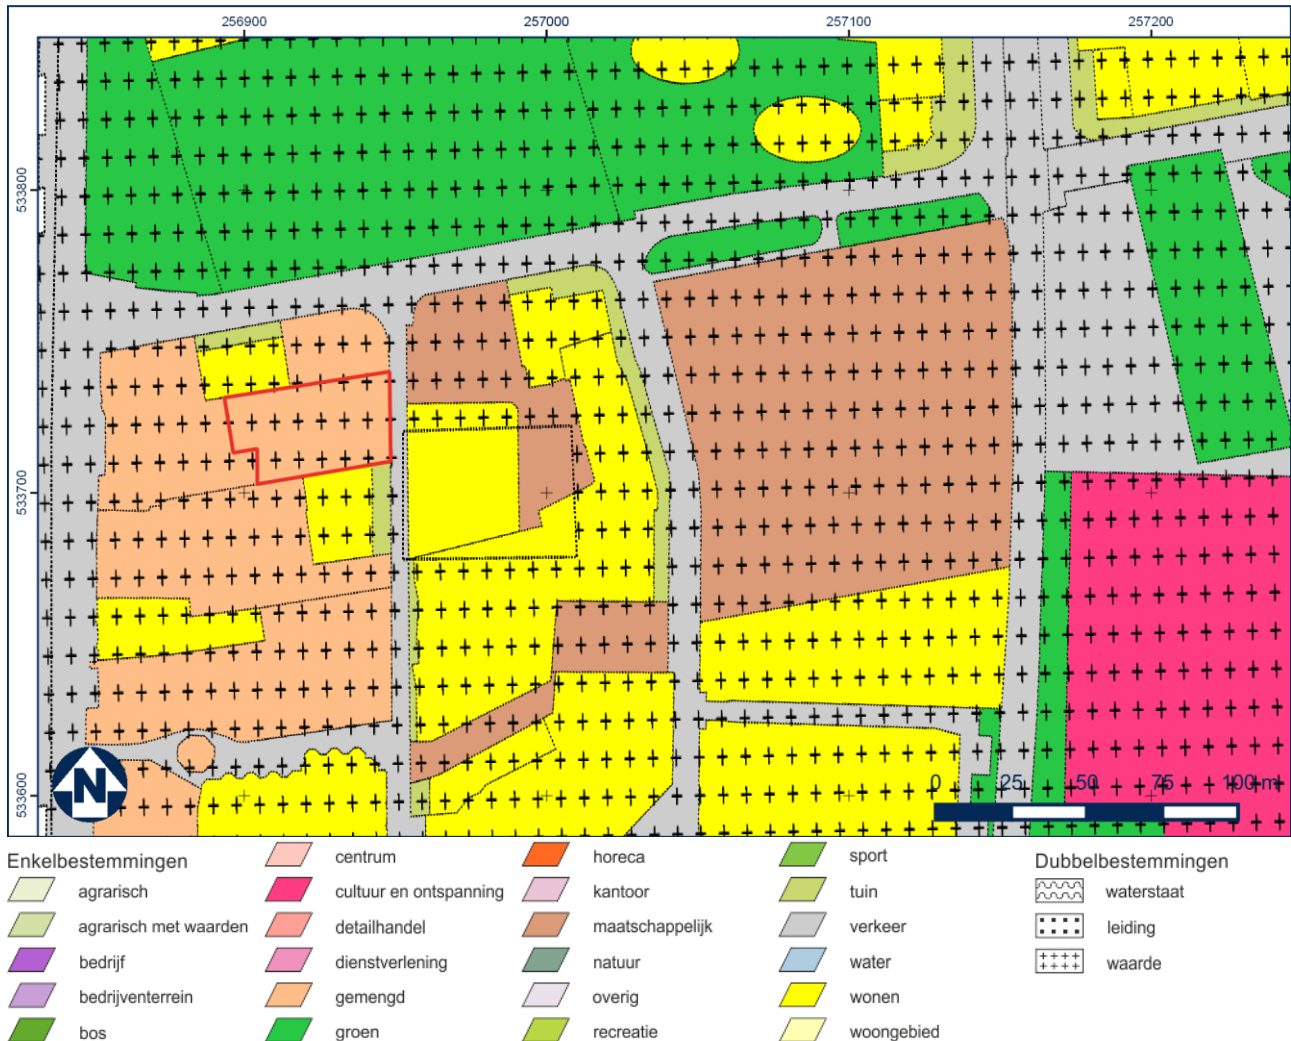 256900 257000 257100 257200
533800
533700
533600
N
0 25 50 75 100 m
Enkelbestemmingen
agrarisch
agrarisch met waarden
bedrijf
bedrijventerrein
bos
centrum
cultuur en ontspanning
detailhandel
dienstverlening
gemengd
groen
horeca
kantoor
maatschappelijk
natuur
overig
recreatie
sport
tuin
verkeer
water
wonen
woongebied
Dubbelbestemmingen
waterstaat
leiding
waarde